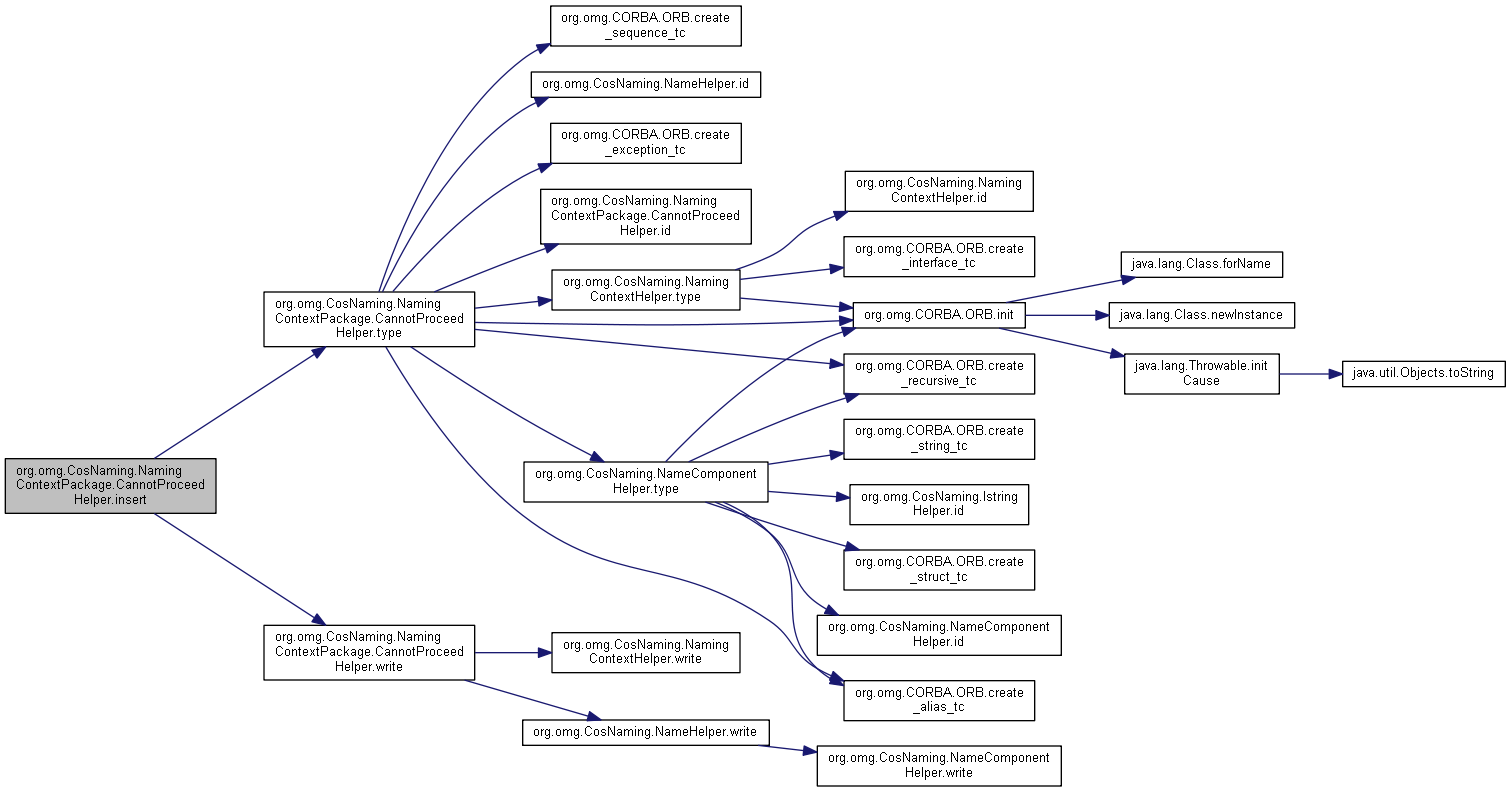 org.omg.CORBA.ORB.create
_sequence_tc
org.omg.CosNaming.NameHelper.id
org.omg.CORBA.ORB.create
_exception_tc
org.omg.CosNaming.Naming
ContextPackage.CannotProceed
Helper.id
org.omg.CosNaming.Naming
ContextHelper.id
org.omg.CORBA.ORB.create
_interface_tc
java.lang.Class.forName
org.omg.CosNaming.Naming
ContextHelper.type
org.omg.CosNaming.Naming
ContextPackage.CannotProceed
Helper.type
org.omg.CORBA.ORB.init
java.lang.Class.newInstance
org.omg.CORBA.ORB.create
_recursive_tc
java.lang.Throwable.init
Cause
java.util.Objects.toString
org.omg.CORBA.ORB.create
_string_tc
org.omg.CosNaming.NameComponent
Helper.type
org.omg.CosNaming.Naming
ContextPackage.CannotProceed
Helper.insert
org.omg.CosNaming.IstringHelper.id
org.omg.CORBA.ORB.create
_struct_tc
org.omg.CosNaming.NameComponent
Helper.id
org.omg.CosNaming.Naming
ContextPackage.CannotProceed
Helper.write
org.omg.CosNaming.Naming
ContextHelper.write
org.omg.CORBA.ORB.create
_alias_tc
org.omg.CosNaming.NameHelper.write
org.omg.CosNaming.NameComponent
Helper.write